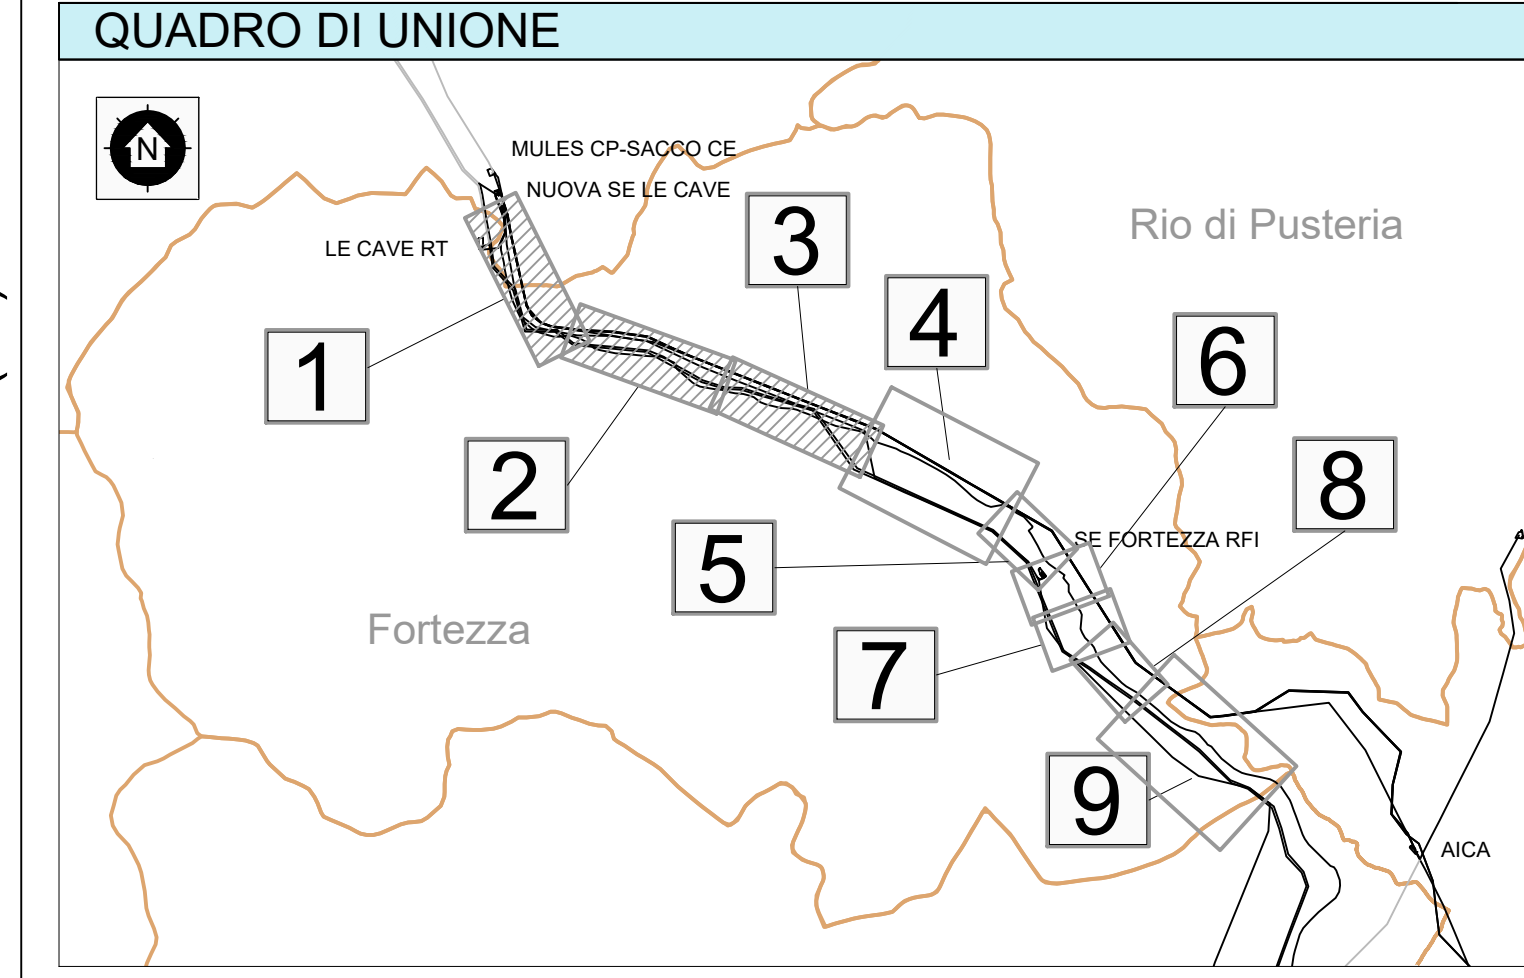 QUADRO DI UNIONE
N
MULES CP-SACCO CE
NUOVA SE LE CAVE
LE CAVE RT
Rio di Pusteria
3
4
1
6
2
8
SE FORTEZZA RFI
5
Fortezza
7
9
AICA